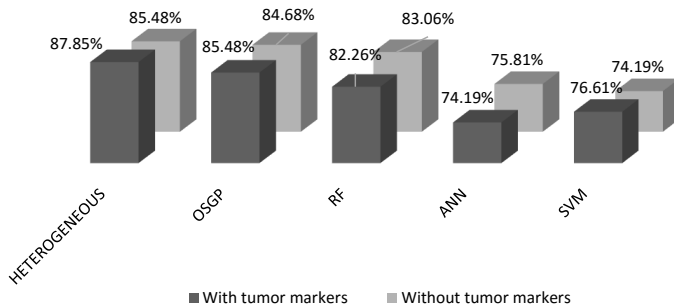 85.48% 84.68% 83.06%
87.85% 85.48% 82.26% 75.81% 74.19%
74.19% 76.61%
HETEROGENEOUS OSGP RF ANN SVM
With tumor markers Without tumor markers